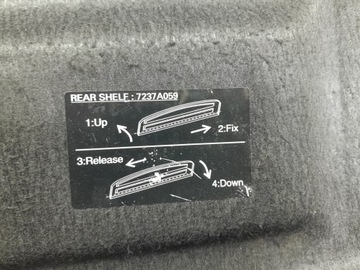 REAR SHELF : 7237A059
1:Up
2:Fix
3:Release
4:Down